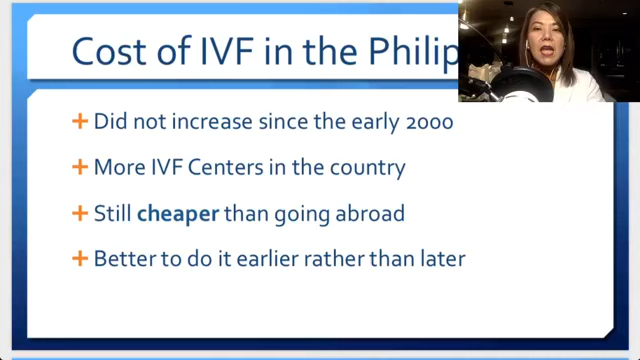 Cost of IVF in the Philip
Did not increase since the early 2000
More IVF Centers in the country
Still cheaper than going abroad
Better to do it earlier rather than later